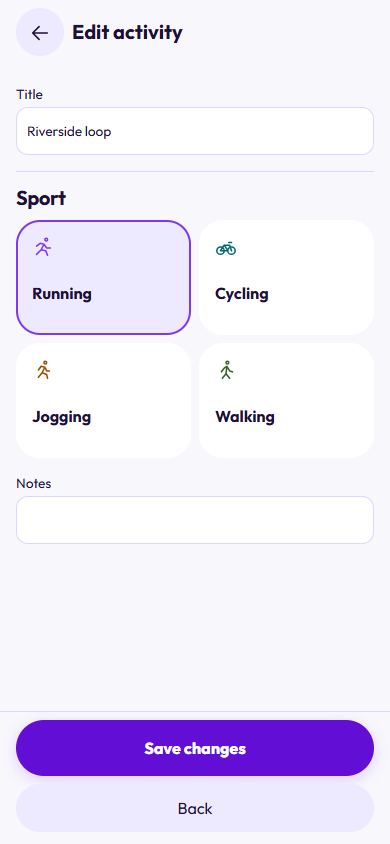 Edit activity
Title
Riverside loop
Sport
Running
Cycling
Jogging
Walking
Notes
Save changes
Back